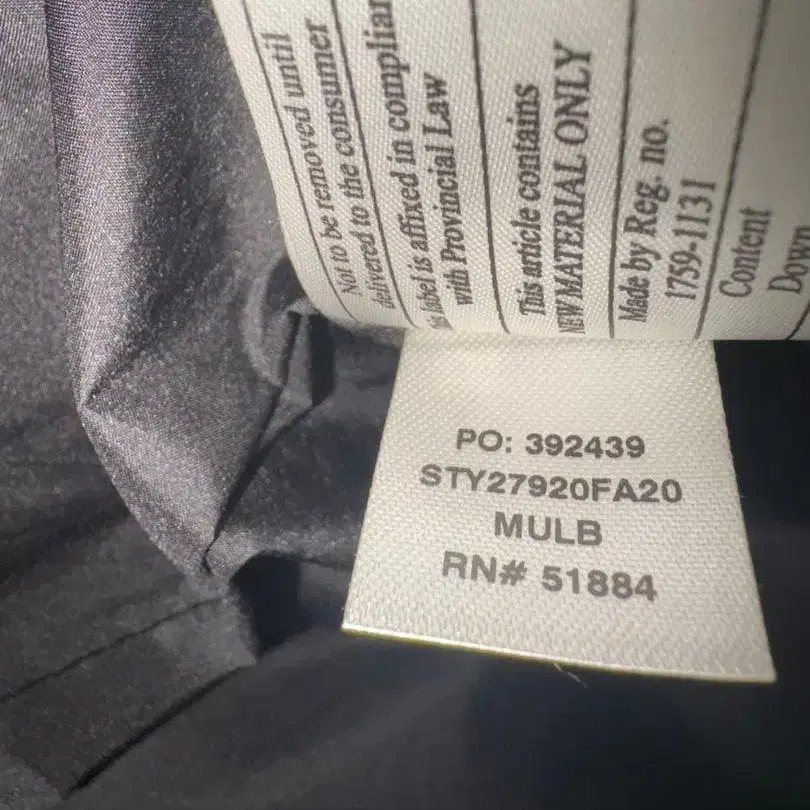 Not to be removed until
delivered to the consumer
label is affixed in
with Provincial Law
This article contains
NEW MATERIAL ONLY
Made by Reg. no.
1759-1131
Content
Down
PO: 392439
STY27920FA20
MULB
RN# 51884